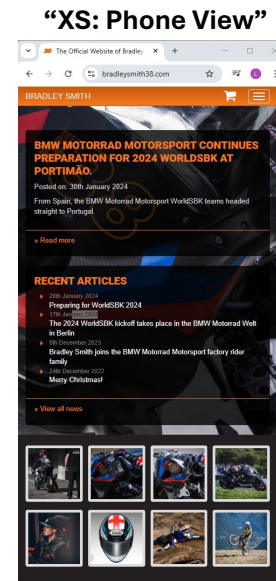 “XS: Phone View”
The Official Website of Bradley
bradleysmith38.com
BRADLEY SMITH
BMW MOTORRAD MOTORSPORT CONTINUES
PREPARATION FOR 2024 WORLDSBK AT
PORTIMÃO.
Posted on: 30th January 2024
From Spain, the BMW Motorrad Motorsport WorldSBK teams headed
straight to Portugal.
» Read more
RECENT ARTICLES
26th January 2024
Preparing for WorldSBK 2024
17th January 2024
The 2024 WorldSBK kickoff takes place in the BMW Motorrad Welt
in Berlin
8th December 2023
Bradley Smith joins the BMW Motorrad Motorsport factory rider
family
24th December 2022
Merry Christmas!
» View all news